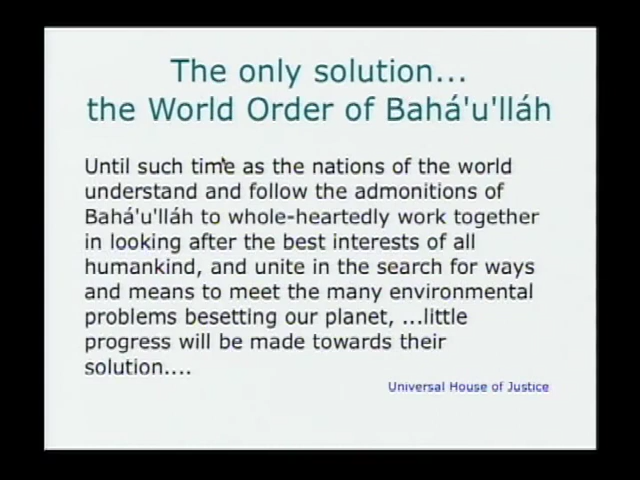 The only solution...
the World Order of Bahá'u'lláh
Until such time as the nations of the world
understand and follow the admonitions of
Bahá'u'lláh to whole-heartedly work together
in looking after the best interests of all
humankind, and unite in the search for ways
and means to meet the many environmental
problems besetting our planet, ...little
progress will be made towards their
solution....
Universal House of Justice